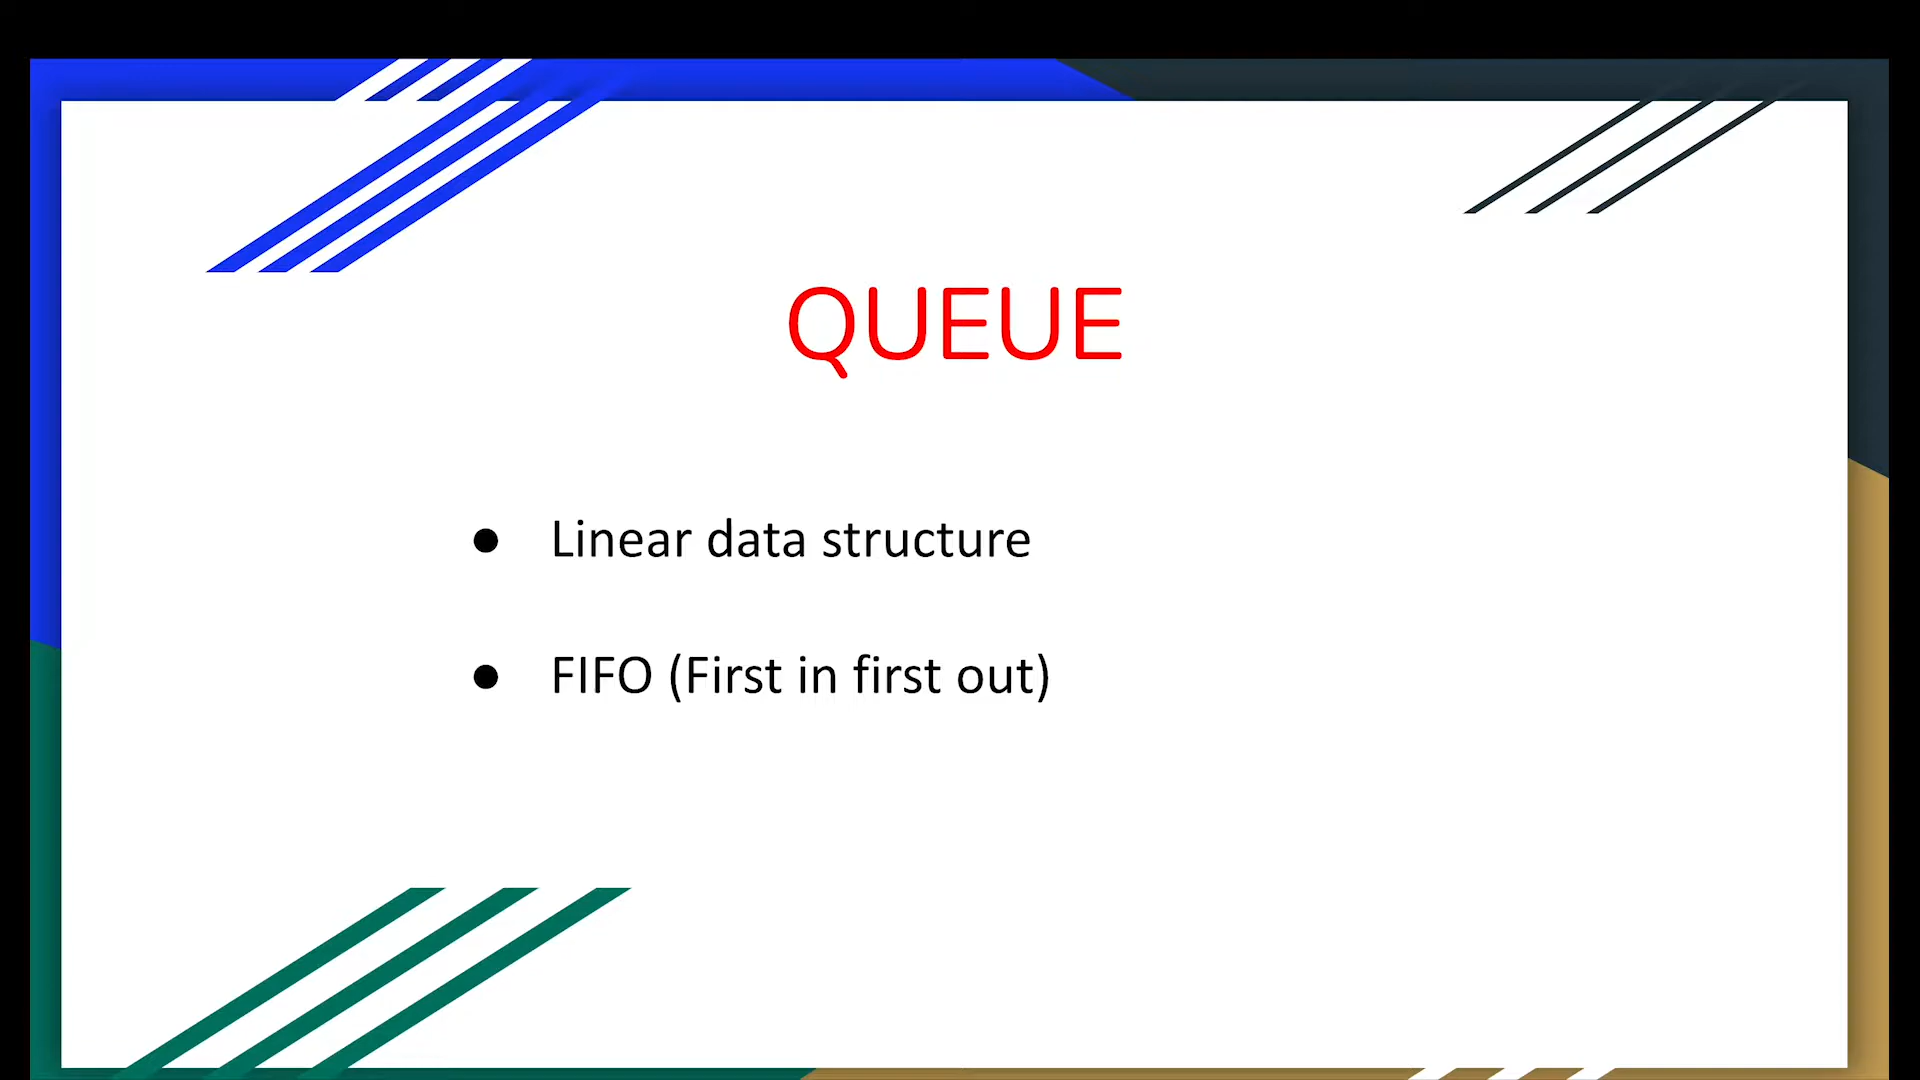 QUEUE
● Linear data structure
● FIFO (First in first out)